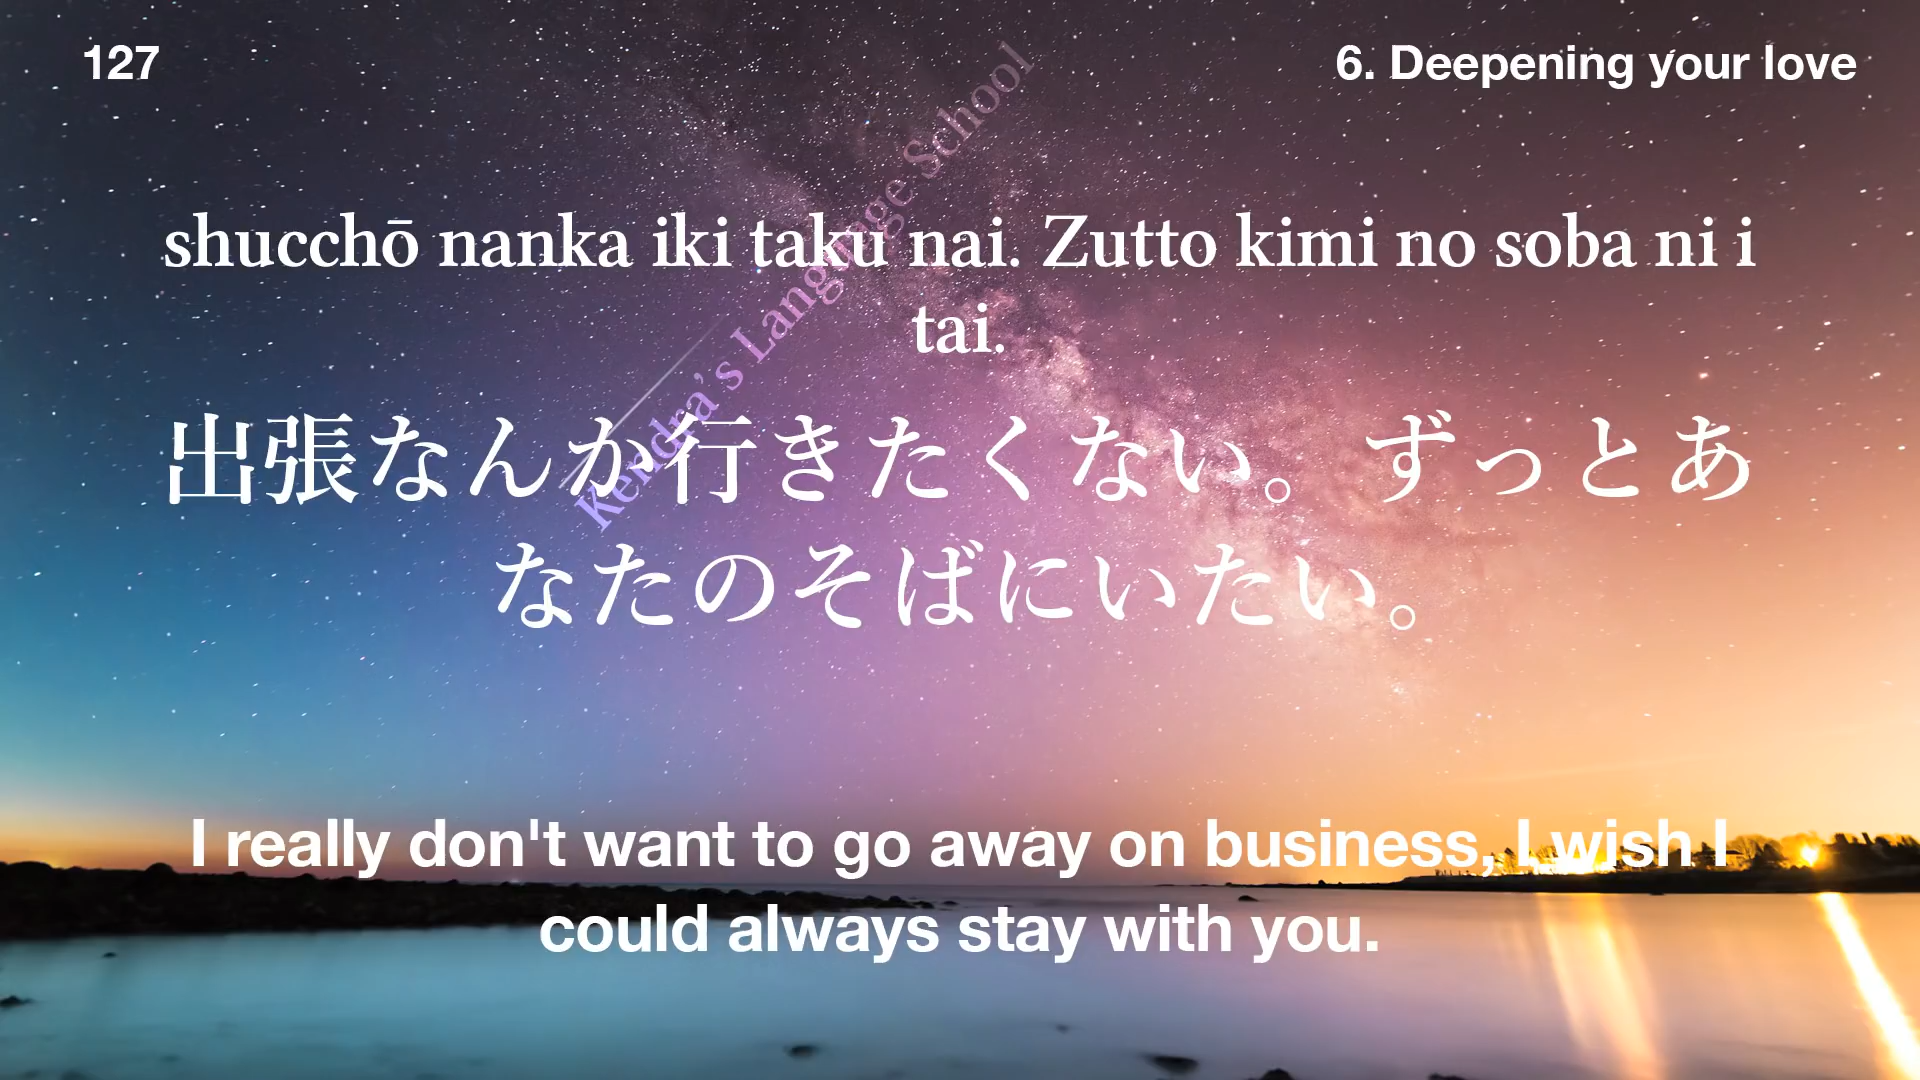 127
6. Deepening your love
shucchō nanka iki taku nai. Zutto kimi no soba ni i
tai.
出張なんか行きたくない。ずっとあ
なたのそばにいたい。
Kendra's Language School
I really don't want to go away on business, I wish I
could always stay with you.